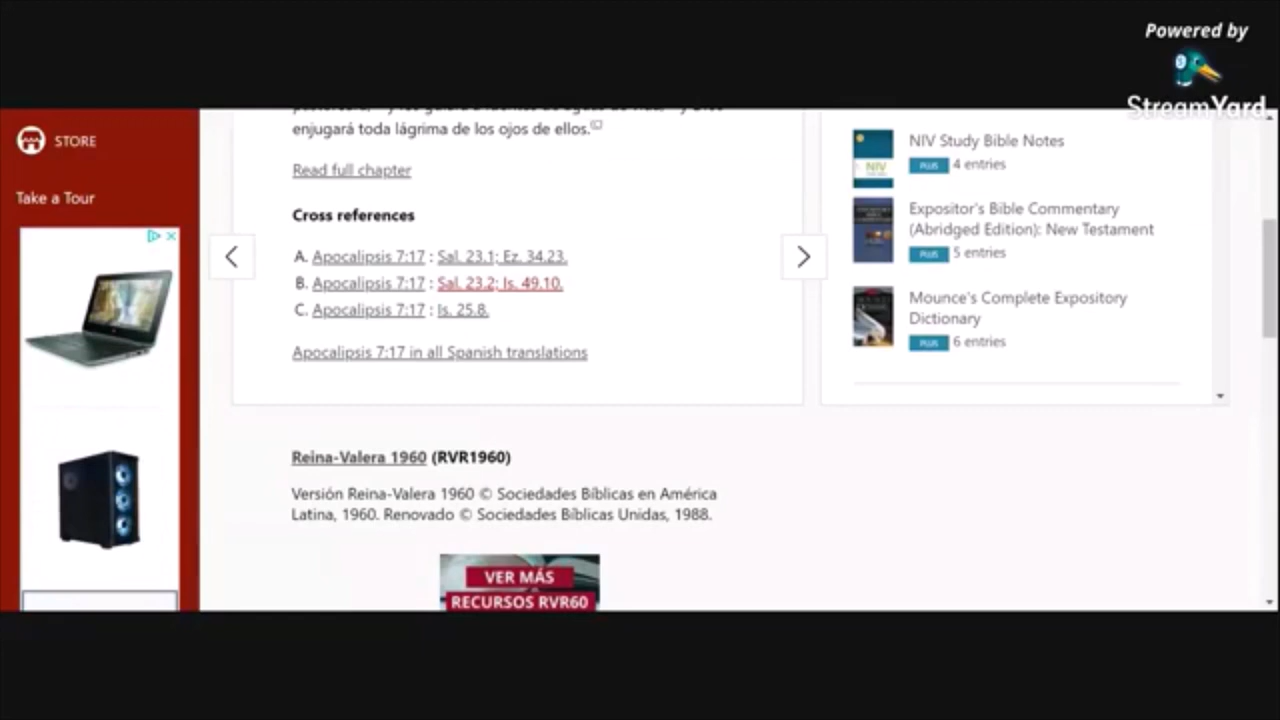 Powered by
StreamYard
STORE
Take a Tour
enjugará toda lágrima de los ojos de ellos.
Read full chapter
Cross references
A. Apocalipsis 7:17 : Sal. 23.1; Ez. 34.23.
B. Apocalipsis 7:17 : Sal. 23.2; Is. 49.10.
C. Apocalipsis 7:17 : Is. 25.8.
Apocalipsis 7:17 in all Spanish translations
NIV Study Bible Notes
PLUS 4 entries
Expositor's Bible Commentary
(Abridged Edition): New Testament
PLUS 5 entries
Mounce's Complete Expository
Dictionary
PLUS 6 entries
NIV
Reina-Valera 1960 (RVR1960)
Versión Reina-Valera 1960 © Sociedades Bíblicas en América
Latina, 1960. Renovado © Sociedades Bíblicas Unidas, 1988.
VER MÁS
RECURSOS RVR60